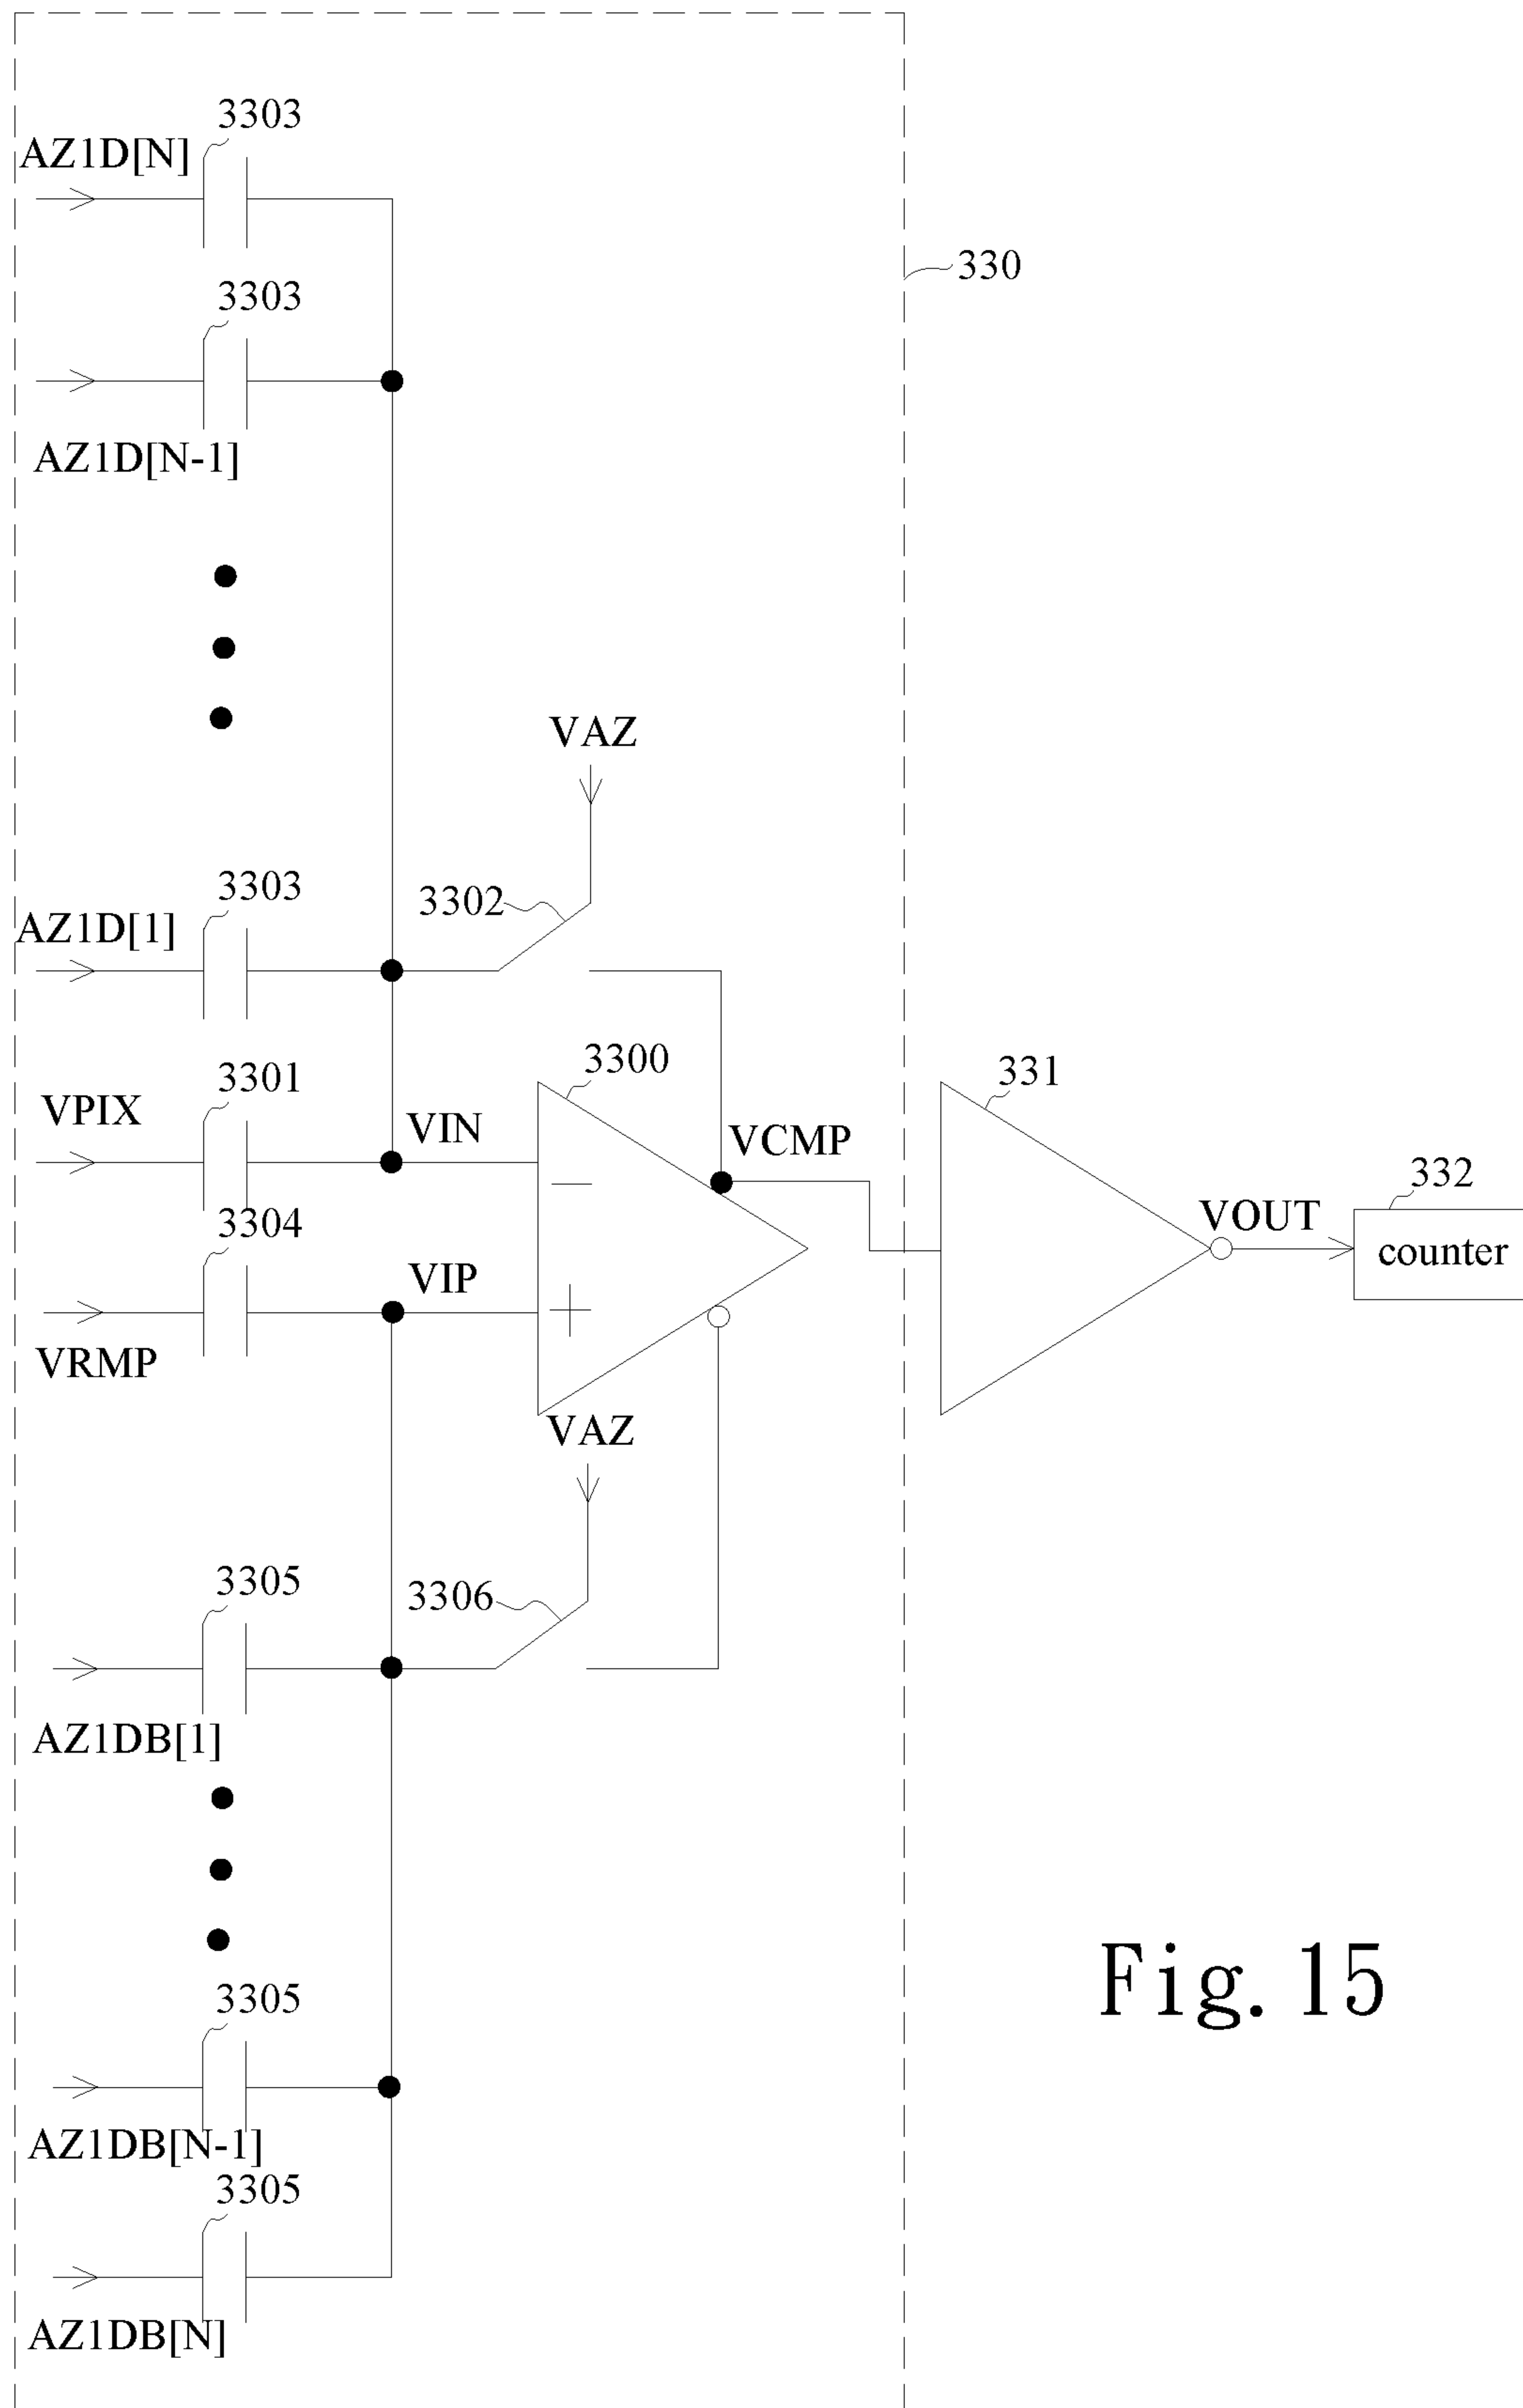 3303
AZ1D[N]
330
3303
AZ1D[N-1]
VAZ
3303
3302
AZ1D[1]
3300
3301
331
VPIX
VIN
VCMP
332
3304
VOUT
counter
VIP
VRMP
VAZ
3305
3306
AZ1DB[1]
Fig. 15
3305
AZ1DB[N-1]
3305
AZ1DB[N]